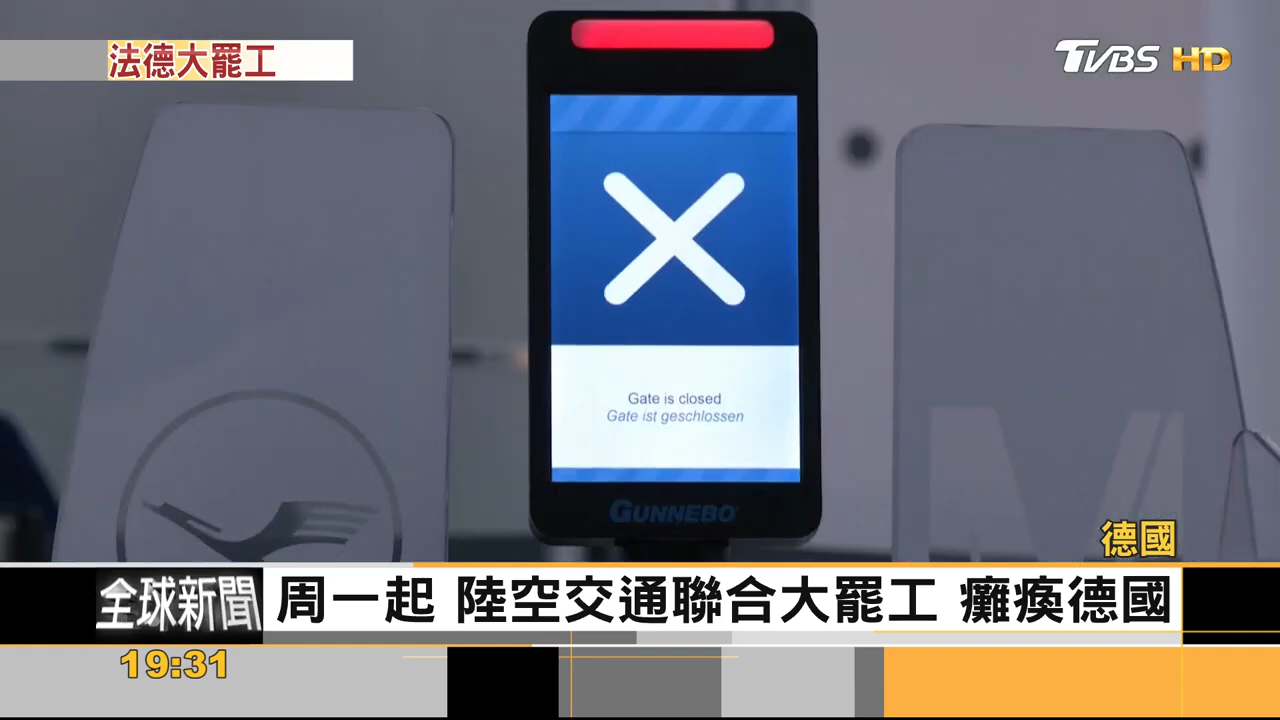 法德大罷工
TVBS HD
Gate is closed
Gate ist geschlossen
GUNNEBO
M
德國
全球新聞
周一起 陸空交通聯合大罷工 癱瘓德國
19:31